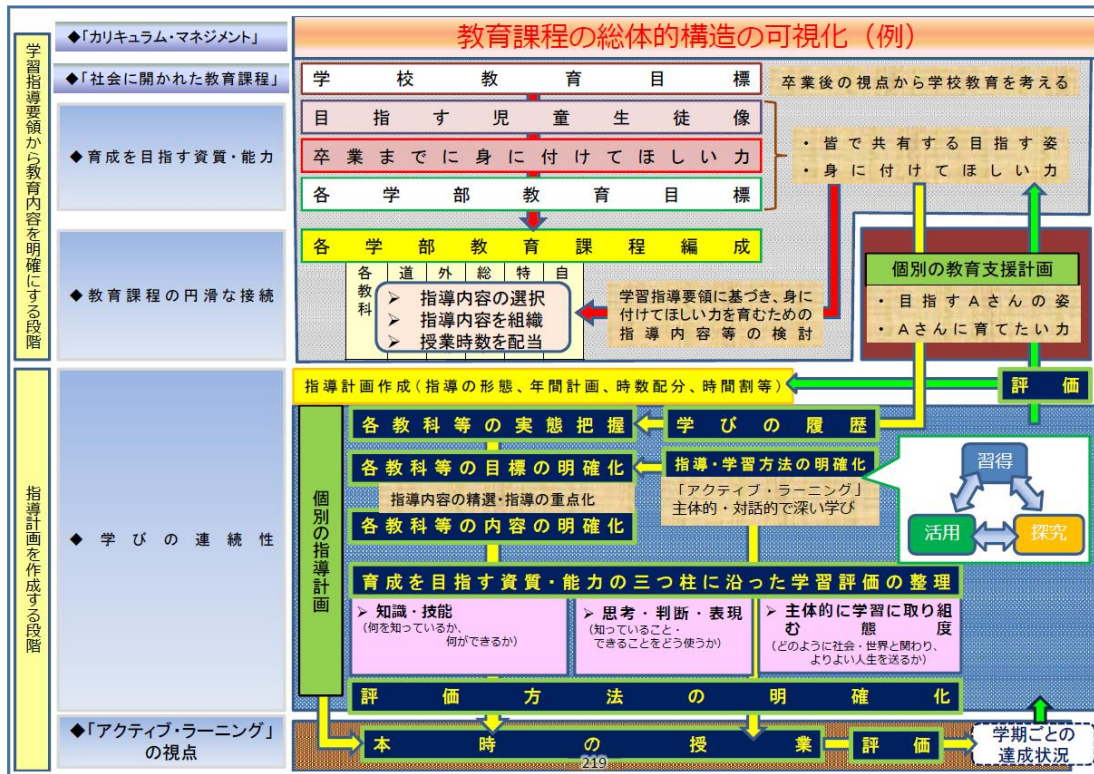 教育課程の総体的構造の可視化（例）
学習指導要領から教育内容を明確にする段階
◆「カリキュラム・マネジメント」
◆「社会に開かれた教育課程」
◆育成を目指す資質・能力
◆教育課程の円滑な接続
学校教育目標
目指す児童生徒像
卒業までに身に付けてほしい力
各学部教育目標
卒業後の視点から学校教育を考える
・皆で共有する目指す姿
・身に付けてほしい力
各学部教育課程編成
各教科
道
外
総
特
自
➢ 指導内容の選択
➢ 指導内容を組織
➢ 授業時数を配当
学習指導要領に基づき、身に
付けてほしい力を育むための
指導内容等の検討
個別の教育支援計画
・目指すAさんの姿
・Aさんに育てたい力
指導計画を作成する段階
◆学びの連続性
◆「アクティブ・ラーニング」
の視点
指導計画作成（指導の形態、年間計画、時数配分、時間割等）
評価
個別の指導計画
各教科等の実態把握
学びの履歴
各教科等の目標の明確化
指導・学習方法の明確化
指導内容の精選・指導の重点化
「アクティブ・ラーニング」
主体的・対話的で深い学び
各教科等の内容の明確化
習得
活用
探究
育成を目指す資質・能力の三つ柱に沿った学習評価の整理
➢ 知識・技能
（何を知っているか、
何ができるか）
➢ 思考・判断・表現
（知っていること・
できることをどう使うか）
➢ 主体的に学習に取り組
む態度
（どのように社会・世界と関わり、
よりよい人生を送るか）
評価方法の明確化
本時の授業
評価
学期ごとの
達成状況
219